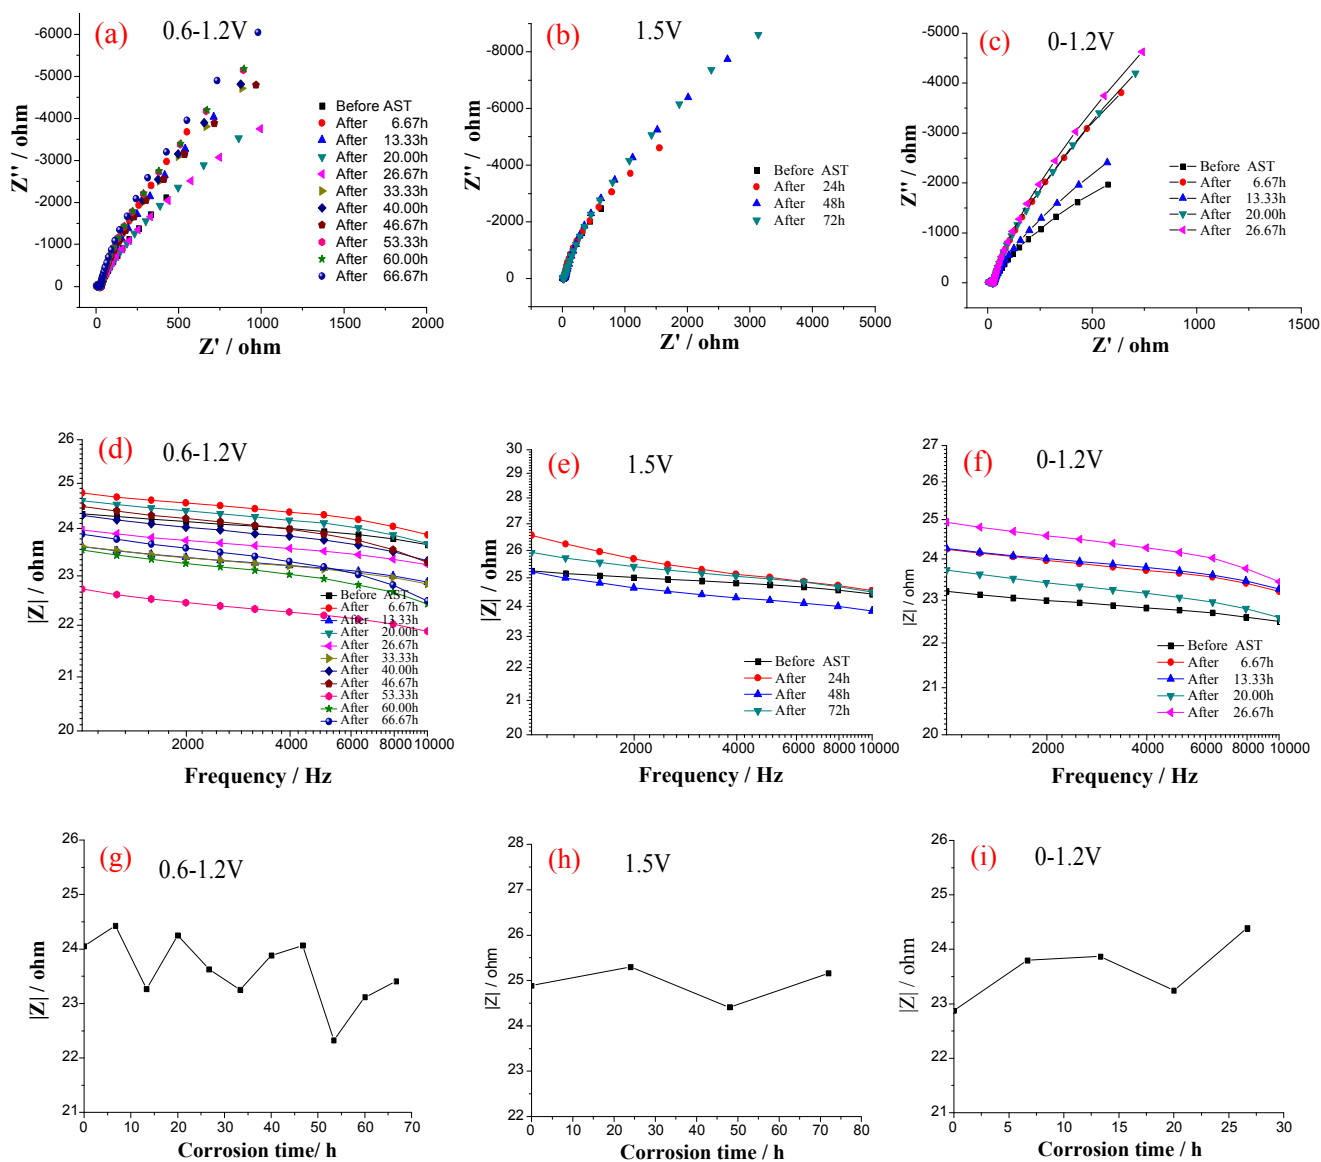 (a) 0.6-1.2V
-6000
-5000
-4000
-3000
-2000
-1000
0
Z'' / ohm
Before AST
After 6.67h
After 13.33h
After 20.00h
After 26.67h
After 33.33h
After 40.00h
After 46.67h
After 53.33h
After 60.00h
After 66.67h
0 500 1000 1500 2000
Z' / ohm
(b) 1.5V
-8000
-6000
-4000
-2000
0
Z'' / ohm
Before AST
After 24h
After 48h
After 72h
0 1000 2000 3000 4000 5000
Z' / ohm
(c) 0-1.2V
-5000
-4000
-3000
-2000
-1000
0
Z'' / ohm
Before AST
After 6.67h
After 13.33h
After 20.00h
After 26.67h
0 500 1000 1500
Z' / ohm
(d) 0.6-1.2V
26
25
24
23
22
21
20
|Z| / ohm
Before AST
After 6.67h
After 13.33h
After 20.00h
After 26.67h
After 33.33h
After 40.00h
After 46.67h
After 53.33h
After 60.00h
After 66.67h
2000 4000 6000 8000 10000
Frequency / Hz
(e) 1.5V
30
29
28
27
26
25
24
23
22
21
20
|Z| / ohm
Before AST
After 24h
After 48h
After 72h
2000 4000 6000 8000 10000
Frequency / Hz
(f) 0-1.2V
27
26
25
24
23
22
21
20
|Z| / ohm
Before AST
After 6.67h
After 13.33h
After 20.00h
After 26.67h
2000 4000 6000 8000 10000
Frequency / Hz
(g) 0.6-1.2V
26
25
24
23
22
21
|Z| / ohm
0 10 20 30 40 50 60 70
Corrosion time/ h
(h) 1.5V
28
27
26
25
24
23
22
|Z| / ohm
0 10 20 30 40 50 60 70 80
Corrosion time / h
(i) 0-1.2V
26
25
24
23
22
21
|Z| / ohm
0 5 10 15 20 25 30
Corrosion time / h